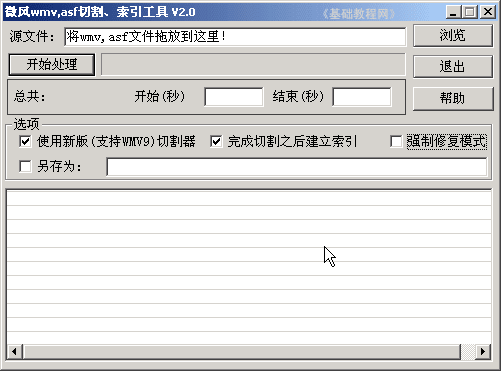 微风wmv,asf切割、索引工具 V2.0
《基础教程网》
源文件: 将wmv,asf文件拖放到这里!
浏览
开始处理
退出
总共: 开始(秒) 结束(秒)
帮助
选项
使用新版(支持WMV9)切割器 完成切割之后建立索引 强制修复模式
另存为: